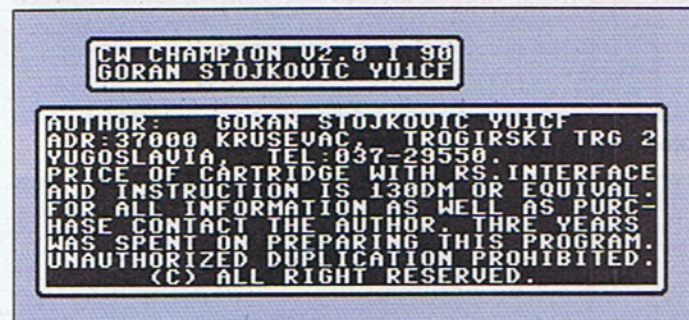 CW CHAMPION V2.0 I 90
GORAN STOJKOVIC YU1CF
AUTHOR: GORAN STOJKOVIC YU1CF
ADR:37000 KRUSEVAC, TROGIRSKI TRG 2
YUGOSLAVIA, TEL:037-29550.
PRICE OF CARTRIDGE WITH RS.INTERFACE
AND INSTRUCTION IS 130DM OR EQUIVAL.
FOR ALL INFORMATION AS WELL AS PURC-
HASE CONTACT THE AUTHOR. THRE YEARS
WAS SPENT ON PREPARING THIS PROGRAM.
UNAUTHORIZED DUPLICATION PROHIBITED.
(C) ALL RIGHT RESERVED.